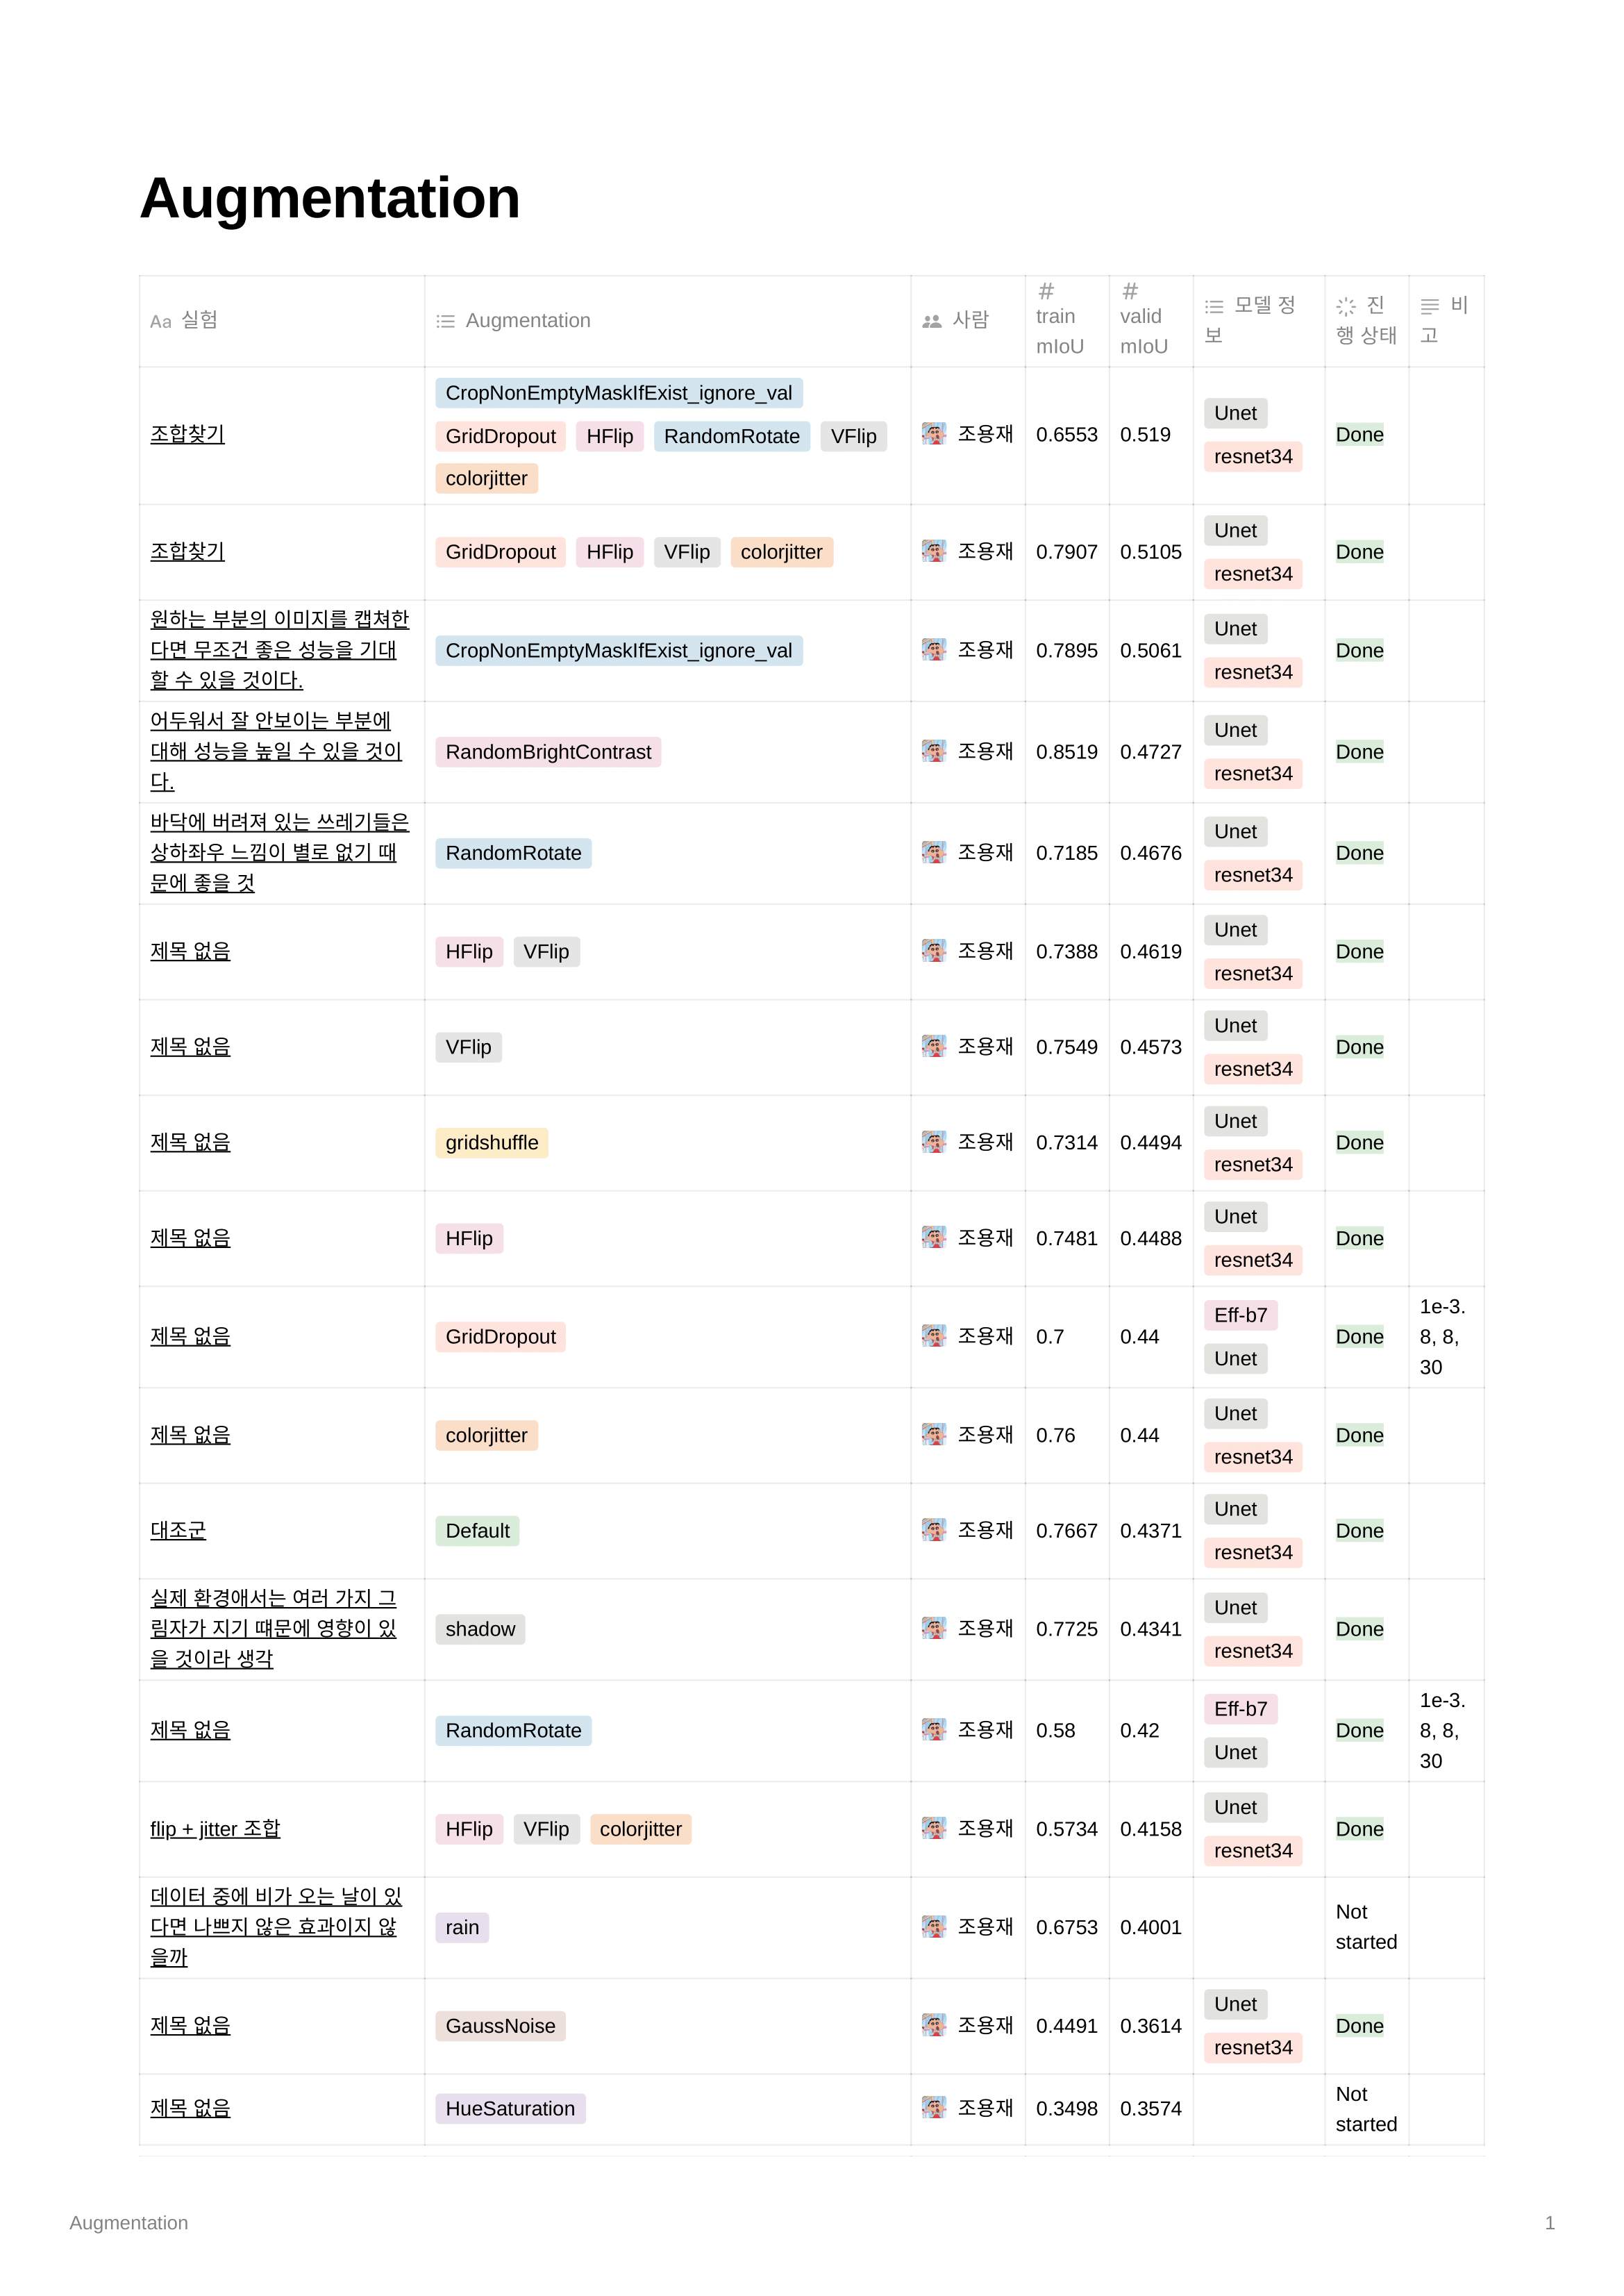 Augmentation
Aa 실험
Augmentation
사람
# train mIoU
# valid mIoU
모델 정보
진행 상태
비고
조합찾기
CropNonEmptyMaskIfExist_ignore_val
GridDropout HFlip RandomRotate VFlip
colorjitter
조용재
0.6553
0.519
Unet
resnet34
Done
조합찾기
GridDropout HFlip VFlip colorjitter
조용재
0.7907
0.5105
Unet
resnet34
Done
원하는 부분의 이미지를 캡쳐한
다면 무조건 좋은 성능을 기대
할 수 있을 것이다.
CropNonEmptyMaskIfExist_ignore_val
조용재
0.7895
0.5061
Unet
resnet34
Done
어두워서 잘 안보이는 부분에
대해 성능을 높일 수 있을 것이
다.
RandomBrightContrast
조용재
0.8519
0.4727
Unet
resnet34
Done
바닥에 버려져 있는 쓰레기들은
상하좌우 느낌이 별로 없기 때
문에 좋을 것
RandomRotate
조용재
0.7185
0.4676
Unet
resnet34
Done
제목 없음
HFlip VFlip
조용재
0.7388
0.4619
Unet
resnet34
Done
제목 없음
VFlip
조용재
0.7549
0.4573
Unet
resnet34
Done
제목 없음
gridshuffle
조용재
0.7314
0.4494
Unet
resnet34
Done
제목 없음
HFlip
조용재
0.7481
0.4488
Unet
resnet34
Done
제목 없음
GridDropout
조용재
0.7
0.44
Eff-b7
Unet
Done
1e-3.
8, 8,
30
제목 없음
colorjitter
조용재
0.76
0.44
Unet
resnet34
Done
대조군
Default
조용재
0.7667
0.4371
Unet
resnet34
Done
실제 환경애서는 여러 가지 그
림자가 지기 떄문에 영향이 있
을 것이라 생각
shadow
조용재
0.7725
0.4341
Unet
resnet34
Done
제목 없음
RandomRotate
조용재
0.58
0.42
Eff-b7
Unet
Done
1e-3.
8, 8,
30
flip + jitter 조합
HFlip VFlip colorjitter
조용재
0.5734
0.4158
Unet
resnet34
Done
데이터 중에 비가 오는 날이 있
다면 나쁘지 않은 효과이지 않
을까
rain
조용재
0.6753
0.4001
Not
started
제목 없음
GaussNoise
조용재
0.4491
0.3614
Unet
resnet34
Done
제목 없음
HueSaturation
조용재
0.3498
0.3574
Not
started
Augmentation
1